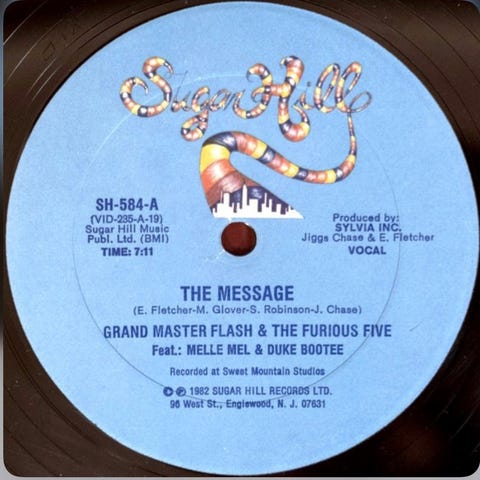 Sugar Hill
SH-584-A
(VID-235-A-19)
Sugar Hill Music
Publ. Ltd. (BMI)
TIME: 7:11
Produced by:
SYLVIA INC.
Jiggs Chase & E. Fletcher
VOCAL
THE MESSAGE
(E. Fletcher-M. Glover-S. Robinson-J. Chase)
GRAND MASTER FLASH & THE FURIOUS FIVE
Feat.: MELLE MEL & DUKE BOOTEE
Recorded at Sweet Mountain Studios
© ℗ 1982 SUGAR HILL RECORDS LTD.
96 West St., Englewood, N. J. 07631